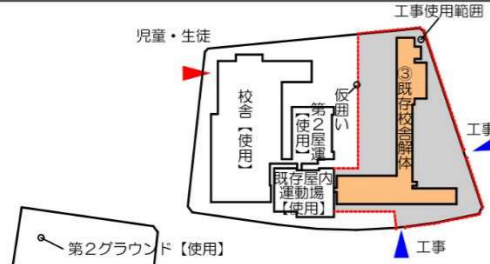 工事使用範囲
児童・生徒
校舎【使用】
第2屋運
【使用】
仮囲い
③既存校舎解体
工事
既存屋内
運動場
【使用】
第2グラウンド【使用】
工事